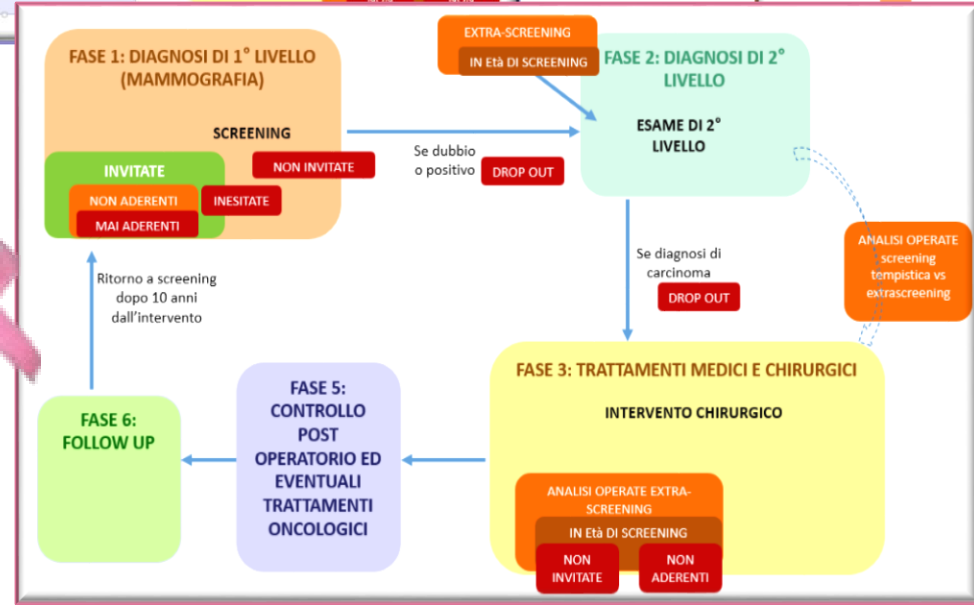 FASE 1: DIAGNOSI DI 1° LIVELLO
(MAMMOGRAFIA)
SCREENING
NON INVITATE
INVITATE
NON ADERENTI
INESITATE
MAI ADERENTI
EXTRA-SCREENING
IN Età DI SCREENING
Se dubbio
o positivo
DROP OUT
FASE 2: DIAGNOSI DI 2°
LIVELLO
ESAME DI 2°
LIVELLO
Se diagnosi di
carcinoma
DROP OUT
ANALISI OPERATE
screening
tempistica vs
extrascreening
Ritorno a screening
dopo 10 anni
dall'intervento
FASE 3: TRATTAMENTI MEDICI E CHIRURGICI
INTERVENTO CHIRURGICO
ANALISI OPERATE EXTRA-
SCREENING
IN Età DI SCREENING
NON
INVITATE
NON
ADERENTI
FASE 5:
CONTROLLO
POST
OPERATORIO ED
EVENTUALI
TRATTAMENTI
ONCOLOGICI
FASE 6:
FOLLOW UP